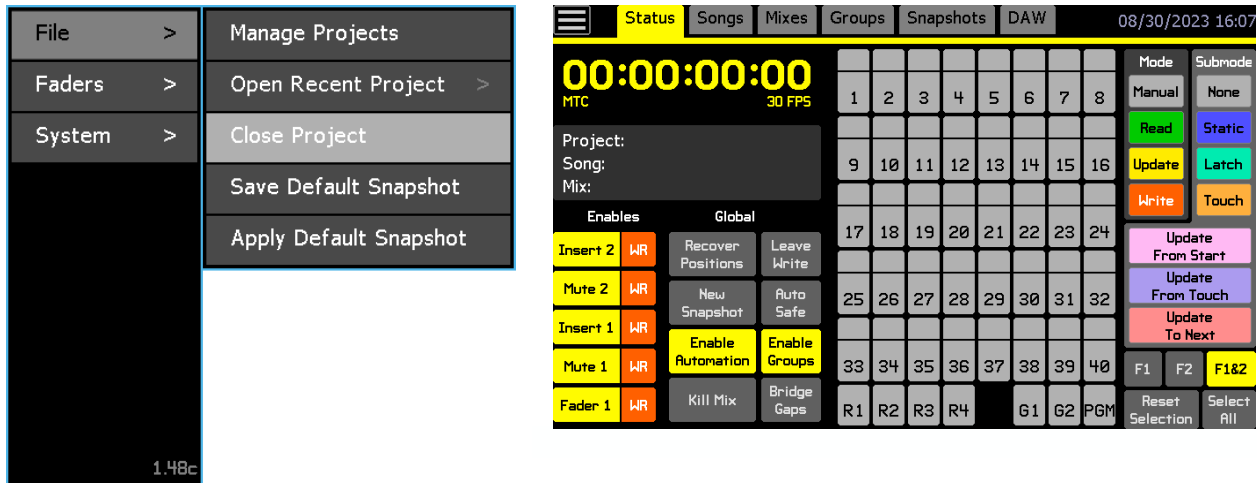 File >
Faders >
System >
1.48c
Manage Projects
Open Recent Project >
Close Project
Save Default Snapshot
Apply Default Snapshot
Status Songs Mixes Groups Snapshots DAW 08/30/2023 16:07
00:00:00:00
MTC 30 FPS
Project:
Song:
Mix:
Enables Global
Insert 2 WR
Mute 2 WR
Insert 1 WR
Mute 1 WR
Fader 1 WR
Recover
Positions
Leave
Write
New
Snapshot
Auto
Safe
Enable
Automation
Enable
Groups
Kill Mix
Bridge
Gaps
1 2 3 4 5 6 7 8
9 10 11 12 13 14 15 16
17 18 19 20 21 22 23 24
25 26 27 28 29 30 31 32
33 34 35 36 37 38 39 40
R1 R2 R3 R4 G1 G2 PGM
Mode Submode
Manual None
Read Static
Update Latch
Write Touch
Update
From Start
Update
From Touch
Update
To Next
F1 F2 F1&2
Reset
Selection
Select
All